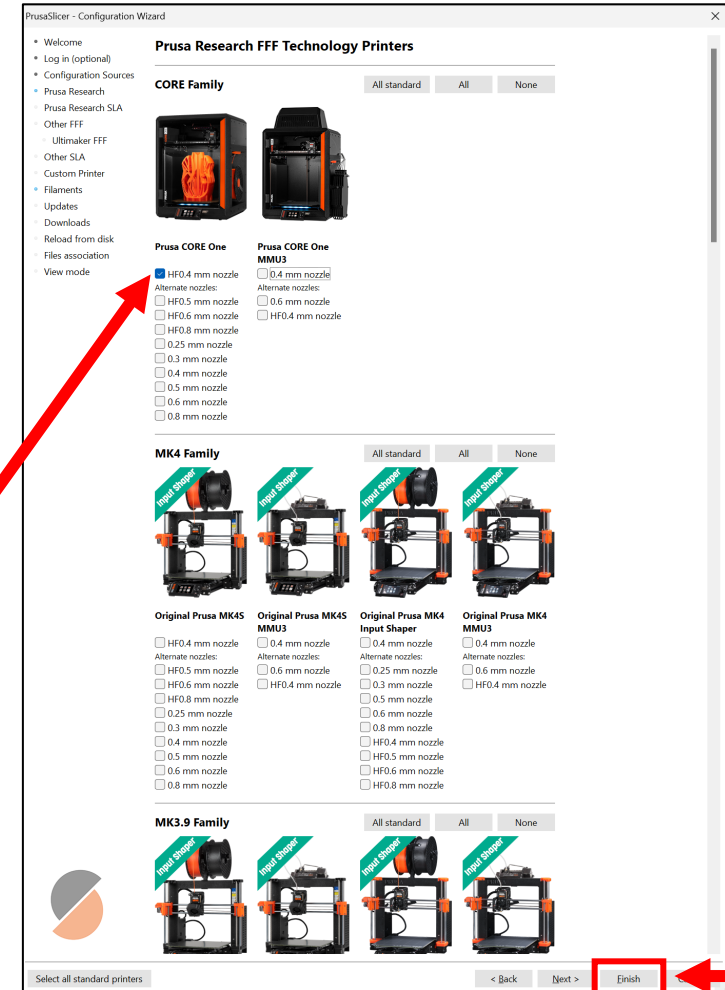 PrusaSlicer - Configuration Wizard
Welcome
Log in (optional)
Configuration Sources
Prusa Research
Prusa Research SLA
Other FFF
Ultimaker FFF
Other SLA
Custom Printer
Filaments
Updates
Downloads
Reload from disk
Files association
View mode
Prusa Research FFF Technology Printers
CORE Family
All standard
All
None
Prusa CORE One
HF0.4 mm nozzle
Alternate nozzles:
HF0.5 mm nozzle
HF0.6 mm nozzle
HF0.8 mm nozzle
0.25 mm nozzle
0.3 mm nozzle
0.4 mm nozzle
0.5 mm nozzle
0.6 mm nozzle
0.8 mm nozzle
Prusa CORE One
MMU3
0.4 mm nozzle
Alternate nozzles:
0.6 mm nozzle
HF0.4 mm nozzle
MK4 Family
All standard
All
None
Input Shaper
Input Shaper
Input Shaper
Input Shaper
Original Prusa MK4S
HF0.4 mm nozzle
Alternate nozzles:
HF0.5 mm nozzle
HF0.6 mm nozzle
HF0.8 mm nozzle
0.25 mm nozzle
0.3 mm nozzle
0.4 mm nozzle
0.5 mm nozzle
0.6 mm nozzle
0.8 mm nozzle
Original Prusa MK4S
MMU3
0.4 mm nozzle
Alternate nozzles:
0.6 mm nozzle
HF0.4 mm nozzle
Original Prusa MK4
Input Shaper
0.4 mm nozzle
Alternate nozzles:
0.25 mm nozzle
0.3 mm nozzle
0.5 mm nozzle
0.6 mm nozzle
0.8 mm nozzle
HF0.4 mm nozzle
HF0.5 mm nozzle
HF0.6 mm nozzle
HF0.8 mm nozzle
Original Prusa MK4
MMU3
0.4 mm nozzle
Alternate nozzles:
0.6 mm nozzle
HF0.4 mm nozzle
MK3.9 Family
All standard
All
None
Input Shaper
Input Shaper
Input Shaper
Input Shaper
Select all standard printers
< Back
Next >
Finish